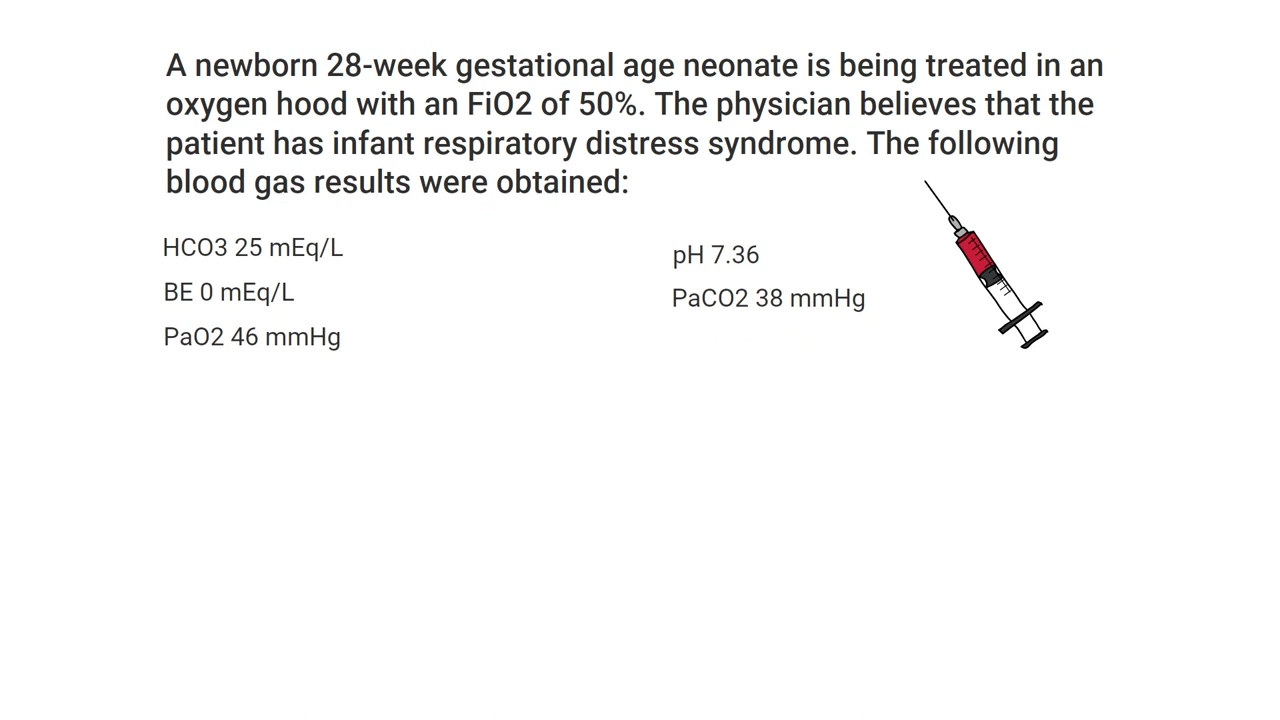 A newborn 28-week gestational age neonate is being treated in an
oxygen hood with an FiO2 of 50%. The physician believes that the
patient has infant respiratory distress syndrome. The following
blood gas results were obtained:
HCO3 25 mEq/L
BE 0 mEq/L
PaO2 46 mmHg
pH 7.36
PaCO2 38 mmHg